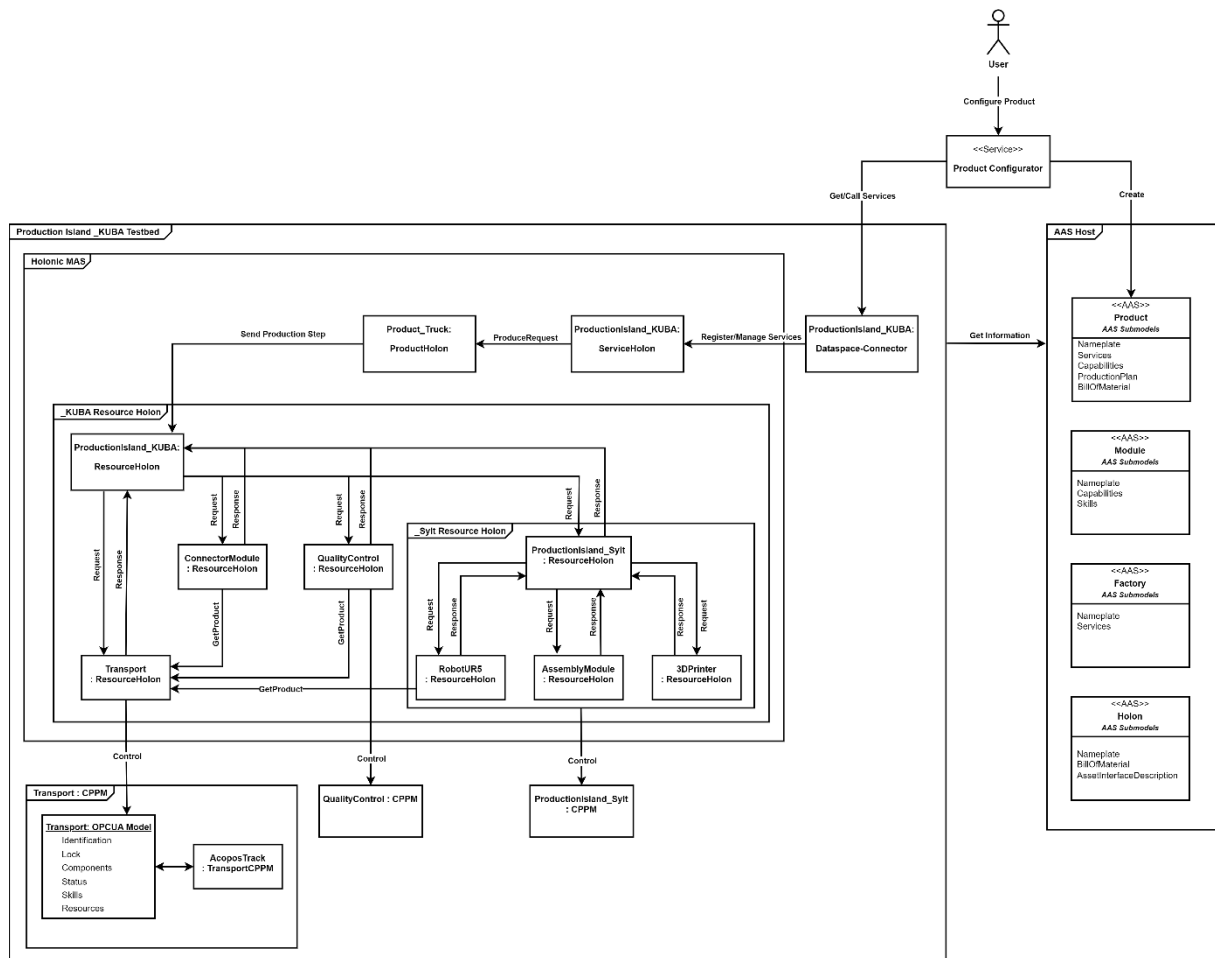 User
Configure Product
<<Service>>
Product Configurator
Get/Call Services
Create
Production Island _KUBA Testbed
AAS Host
Holonic MAS
<<AAS>>
Product
AAS Submodels
Nameplate
Services
Capabilities
ProductionPlan
BillOfMaterial
Send Production Step
Product_Truck:
ProductHolon
ProduceRequest
ProductionIsland_KUBA:
ServiceHolon
Register/Manage Services
ProductionIsland_KUBA:
Dataspace-Connector
Get Information
_KUBA Resource Holon
ProductionIsland_KUBA:
ResourceHolon
<<AAS>>
Module
AAS Submodels
Nameplate
Capabilities
Skills
Request
Response
Request
Response
Request
Response
Request
Response
_Sylt Resource Holon
ConnectorModule
: ResourceHolon
QualityControl
: ResourceHolon
ProductionIsland_Sylt
: ResourceHolon
<<AAS>>
Factory
AAS Submodels
Nameplate
Services
GetProduct
GetProduct
Request
Response
Request
Response
Response
Request
Transport
: ResourceHolon
RobotUR5
: ResourceHolon
AssemblyModule
: ResourceHolon
3DPrinter
: ResourceHolon
GetProduct
<<AAS>>
Holon
AAS Submodels
Nameplate
BillOfMaterial
AssetInterfaceDescription
Control
Control
Control
Transport : CPPM
QualityControl : CPPM
ProductionIsland_Sylt
: CPPM
Transport: OPCUA Model
Identification
Lock
Components
Status
Skills
Resources
AcoposTrack
: TransportCPPM